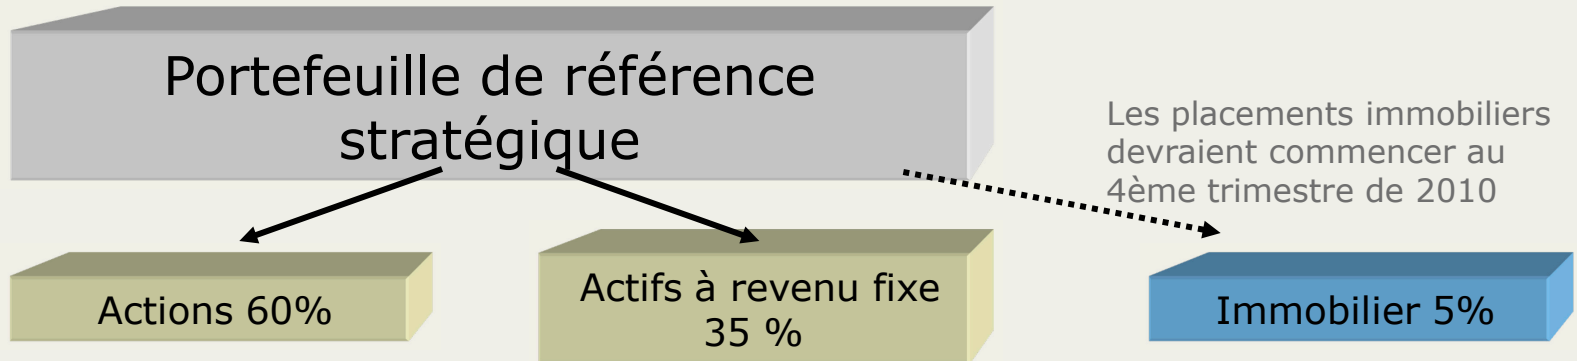 Portefeuille de référence
stratégique
Les placements immobiliers
devraient commencer au
4ème trimestre de 2010
Actions 60%
Actifs à revenu fixe
35 %
Immobilier 5%